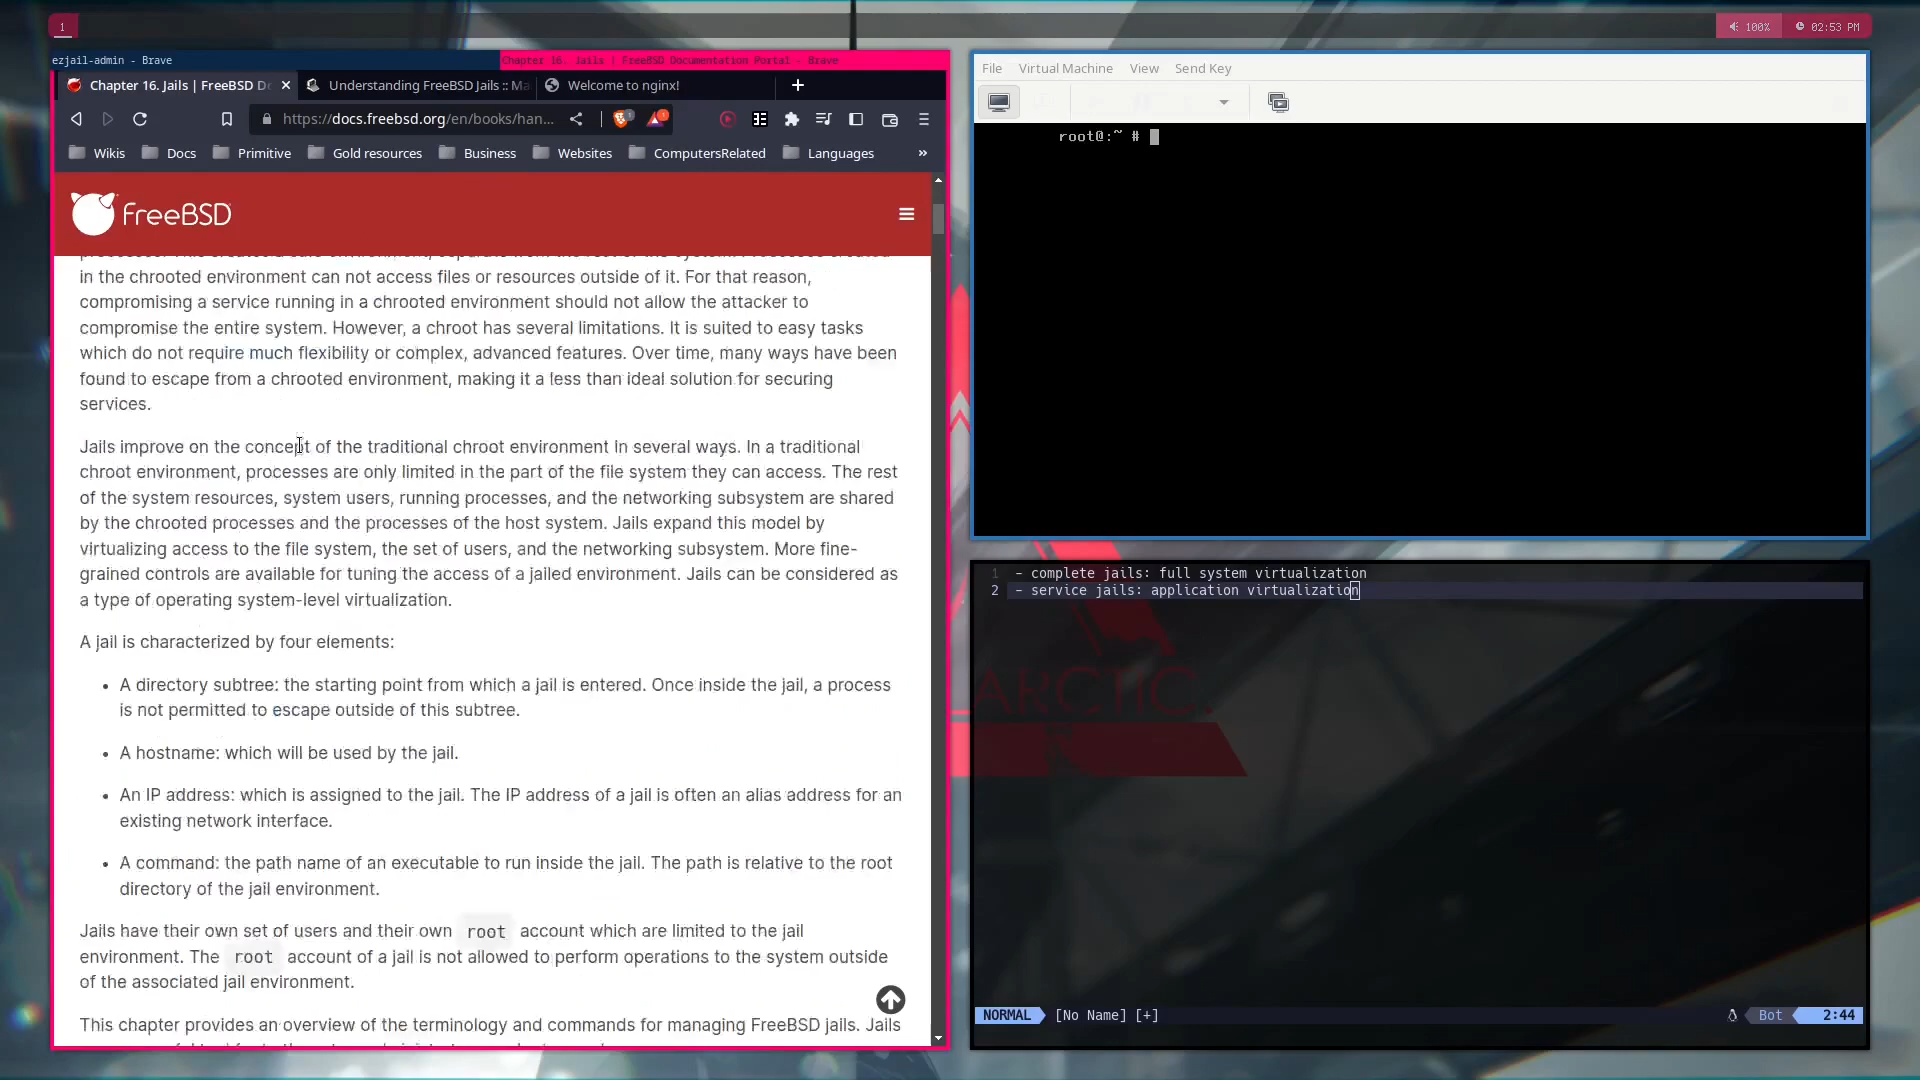 1
100%
02:53 PM
ezjail-admin - Brave
Chapter 16. Jails | FreeBSD Documentation Portal - Brave
Chapter 16. Jails | FreeBSD Do
Understanding FreeBSD Jails :: Ma
Welcome to nginx!
https://docs.freebsd.org/en/books/han...
Wikis
Docs
Primitive
Gold resources
Business
Websites
ComputersRelated
Languages
»
FreeBSD
in the chrooted environment can not access files or resources outside of it. For that reason,
compromising a service running in a chrooted environment should not allow the attacker to
compromise the entire system. However, a chroot has several limitations. It is suited to easy tasks
which do not require much flexibility or complex, advanced features. Over time, many ways have been
found to escape from a chrooted environment, making it a less than ideal solution for securing
services.
Jails improve on the concept of the traditional chroot environment in several ways. In a traditional
chroot environment, processes are only limited in the part of the file system they can access. The rest
of the system resources, system users, running processes, and the networking subsystem are shared
by the chrooted processes and the processes of the host system. Jails expand this model by
virtualizing access to the file system, the set of users, and the networking subsystem. More fine-
grained controls are available for tuning the access of a jailed environment. Jails can be considered as
a type of operating system-level virtualization.
A jail is characterized by four elements:
• A directory subtree: the starting point from which a jail is entered. Once inside the jail, a process
is not permitted to escape outside of this subtree.
• A hostname: which will be used by the jail.
• An IP address: which is assigned to the jail. The IP address of a jail is often an alias address for an
existing network interface.
• A command: the path name of an executable to run inside the jail. The path is relative to the root
directory of the jail environment.
Jails have their own set of users and their own root account which are limited to the jail
environment. The root account of a jail is not allowed to perform operations to the system outside
of the associated jail environment.
This chapter provides an overview of the terminology and commands for managing FreeBSD jails. Jails
File Virtual Machine View Send Key
root@:~ #
1 - complete jails: full system virtualization
2 - service jails: application virtualization
ARCTIC
NORMAL [No Name] [+]
Bot 2:44